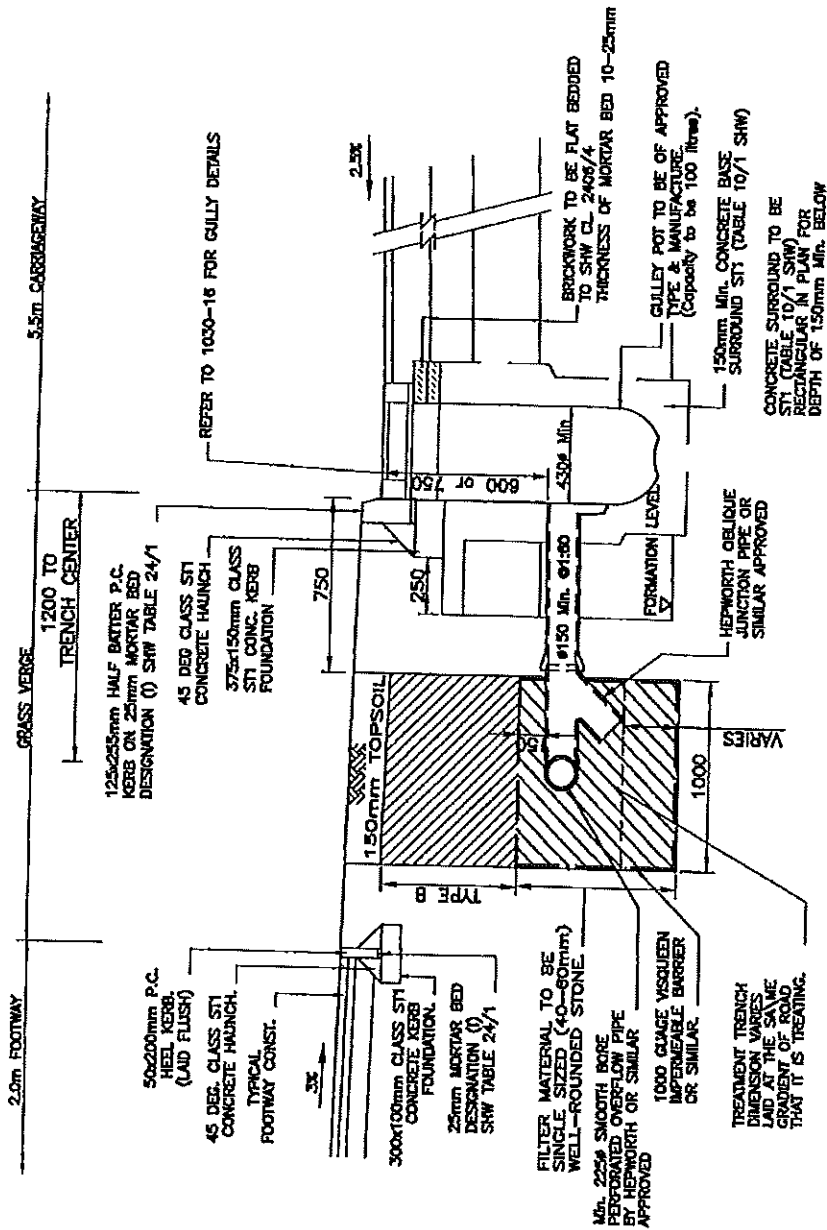 2.0m FOOTWAY
GRASS VERGE
5.5m CARRIAGEWAY
1200 TO
TRENCH CENTER
125x255mm HALF BATTER P.C.
KERB ON 25mm MORTAR BED
DESIGNATION (I) SHW TABLE 24/1
45 DEG CLASS ST1
CONCRETE HAUNCH
375x150mm CLASS
ST1 CONC. KERB
FOUNDATION
REFER TO 1030-16 FOR GULLY DETAILS
50x200mm P.C.
HEEL KERB.
(LAID FLUSH)
45 DEG. CLASS ST1
CONCRETE HAUNCH.
TYPICAL
FOOTWAY CONST.
3%
300x100mm CLASS ST1
CONCRETE KERB
FOUNDATION.
25mm MORTAR BED
DESIGNATION (I)
SHW TABLE 24/1
150mm TOPSOIL
TYPE B
750
250
600 or 750
2.5%
BRICKWORK TO BE FLAT BEDDED
TO SHW CL. 2406/4
THICKNESS OF MORTAR BED 10-25mm
430ø Min
ø150 Min. @1:60
FORMATION LEVEL
GULLEY POT TO BE OF APPROVED
TYPE & MANUFACTURE.
(Capacity to be 100 litres).
150mm Min. CONCRETE BASE
SURROUND ST1 (TABLE 10/1 SHW)
CONCRETE SURROUND TO BE
ST1 (TABLE 10/1 SHW)
RECTANGULAR IN PLAN FOR
DEPTH OF 150mm Min. BELOW
HEPWORTH OBLIQUE
JUNCTION PIPE OR
SIMILAR APPROVED
VARIES
1000
FILTER MATERIAL TO BE
SINGLE SIZED (40-60mm)
WELL-ROUNDED STONE.
Min. 225ø SMOOTH BORE
PERFORATED OVERFLOW PIPE
BY HEPWORTH OR SIMILAR
APPROVED
1000 GUAGE VISQUEEN
IMPERMEABLE BARRIER
OR SIMILAR.
TREATMENT TRENCH
DIMENSION VARIES
LAID AT THE SA\ME
GRADIENT OF ROAD
THAT IT IS TREATING.